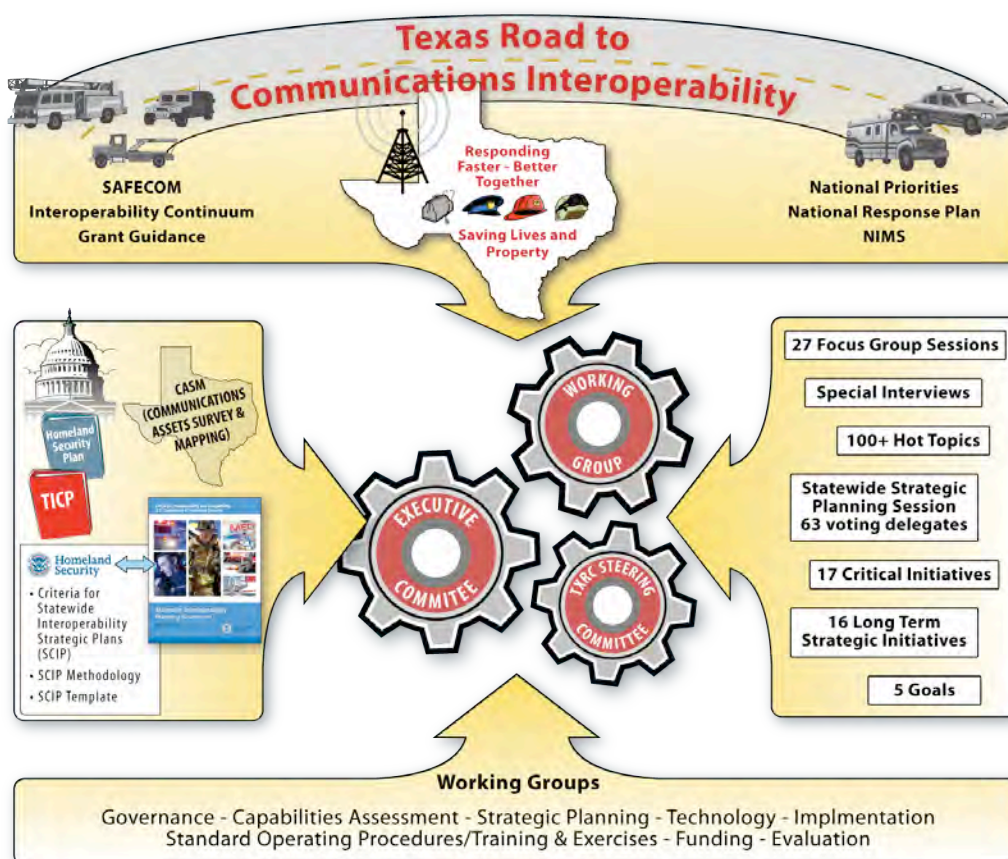 Texas Road to
Communications Interoperability
SAFECOM
Interoperability Continuum
Grant Guidance
Responding
Faster - Better
Together
Saving Lives and
Property
National Priorities
National Response Plan
NIMS
Homeland
Security
Plan
TICP
CASM
(COMMUNICATIONS
ASSETS SURVEY &
MAPPING)
Homeland
Security
• Criteria for
Statewide
Interoperability
Strategic Plans
(SCIP)
• SCIP Methodology
• SCIP Template
WORKING
GROUP
EXECUTIVE
COMMITEE
TXRC STEERING
COMMITTEE
27 Focus Group Sessions
Special Interviews
100+ Hot Topics
Statewide Strategic
Planning Session
63 voting delegates
17 Critical Initiatives
16 Long Term
Strategic Initiatives
5 Goals
Working Groups
Governance - Capabilities Assessment - Strategic Planning - Technology - Implmentation
Standard Operating Procedures/Training & Exercises - Funding - Evaluation